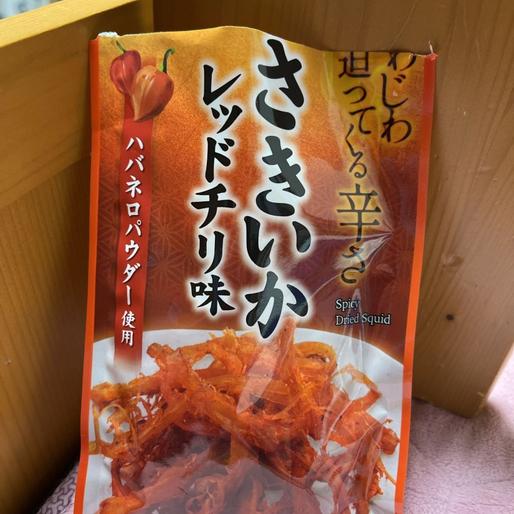 わじわ
迫ってくる辛さ
さきいか
レッドチリ味
ハバネロパウダー使用
Spicy
Dried Squid